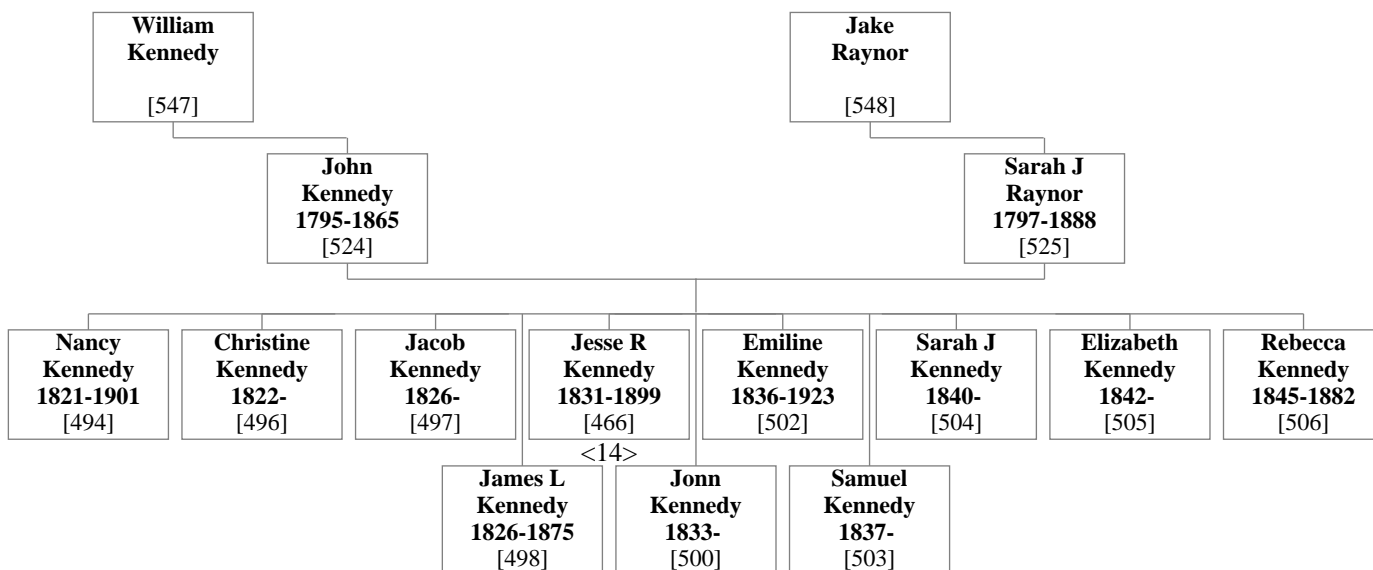 William
Kennedy
[547]
Jake
Raynor
[548]
John
Kennedy
1795-1865
[524]
Sarah J
Raynor
1797-1888
[525]
Nancy
Kennedy
1821-1901
[494]
Christine
Kennedy
1822-
[496]
Jacob
Kennedy
1826-
[497]
Jesse R
Kennedy
1831-1899
[466]
<14>
Emiline
Kennedy
1836-1923
[502]
Sarah J
Kennedy
1840-
[504]
Elizabeth
Kennedy
1842-
[505]
Rebecca
Kennedy
1845-1882
[506]
James L
Kennedy
1826-1875
[498]
Jonn
Kennedy
1833-
[500]
Samuel
Kennedy
1837-
[503]